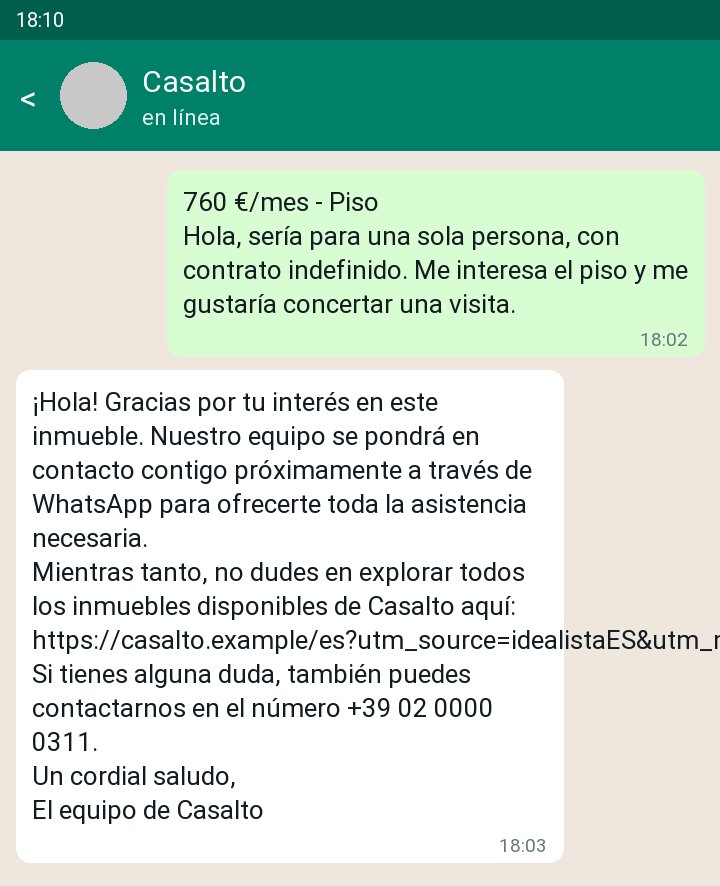 18:10
<
Casalto
en línea
760 €/mes - Piso
Hola, sería para una sola persona, con
contrato indefinido. Me interesa el piso y me
gustaría concertar una visita.
18:02
¡Hola! Gracias por tu interés en este
inmueble. Nuestro equipo se pondrá en
contacto contigo próximamente a través de
WhatsApp para ofrecerte toda la asistencia
necesaria.
Mientras tanto, no dudes en explorar todos
los inmuebles disponibles de Casalto aquí:
https://casalto.example/es?utm_source=idealistaES&utm_
Si tienes alguna duda, también puedes
contactarnos en el número +39 02 0000
0311.
Un cordial saludo,
El equipo de Casalto
18:03